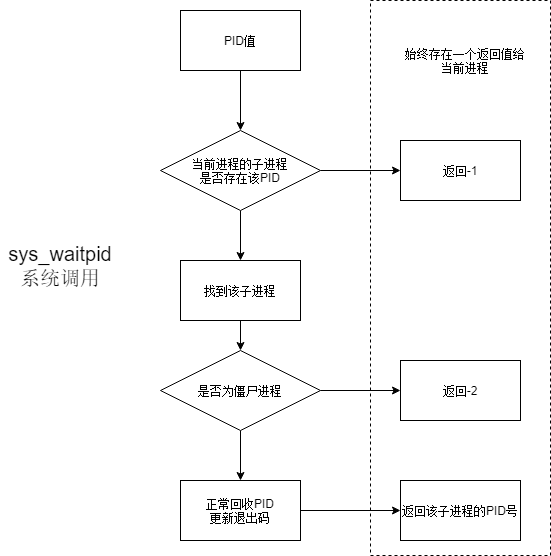 PID值
始终存在一个返回值给
当前进程
当前进程的子进程
是否存在该PID
返回-1
sys_waitpid
系统调用
找到该子进程
是否为僵尸进程
返回-2
正常回收PID
更新退出码
返回该子进程的PID号